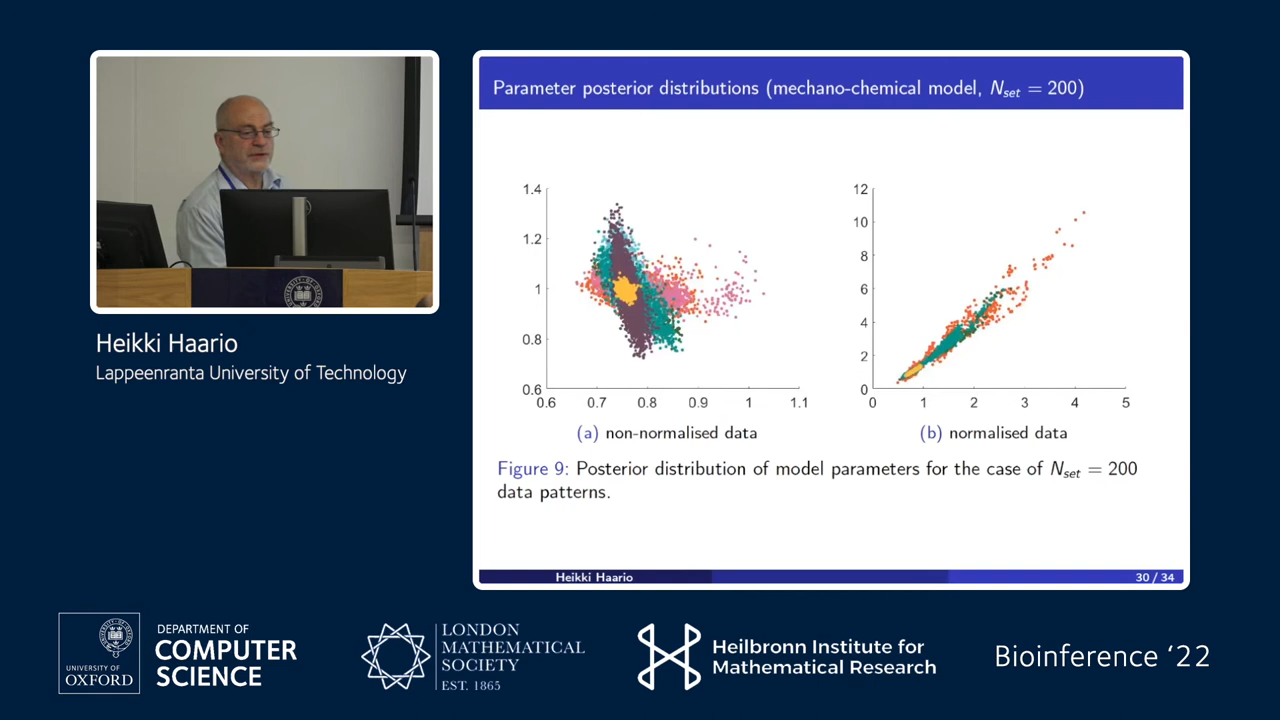 Heikki Haario
Lappeenranta University of Technology
Parameter posterior distributions (mechano-chemical model, Nset = 200)
1.4
1.2
1
0.8
0.6
0.6 0.7 0.8 0.9 1 1.1
(a) non-normalised data
12
10
8
6
4
2
0
0 1 2 3 4 5
(b) normalised data
Figure 9: Posterior distribution of model parameters for the case of Nset = 200
data patterns.
Heikki Haario
30 / 34
UNIVERSITY OF
OXFORD
DEPARTMENT OF
COMPUTER
SCIENCE
LONDON
MATHEMATICAL
SOCIETY
EST. 1865
Heilbronn Institute for
Mathematical Research
Bioinference ‘22